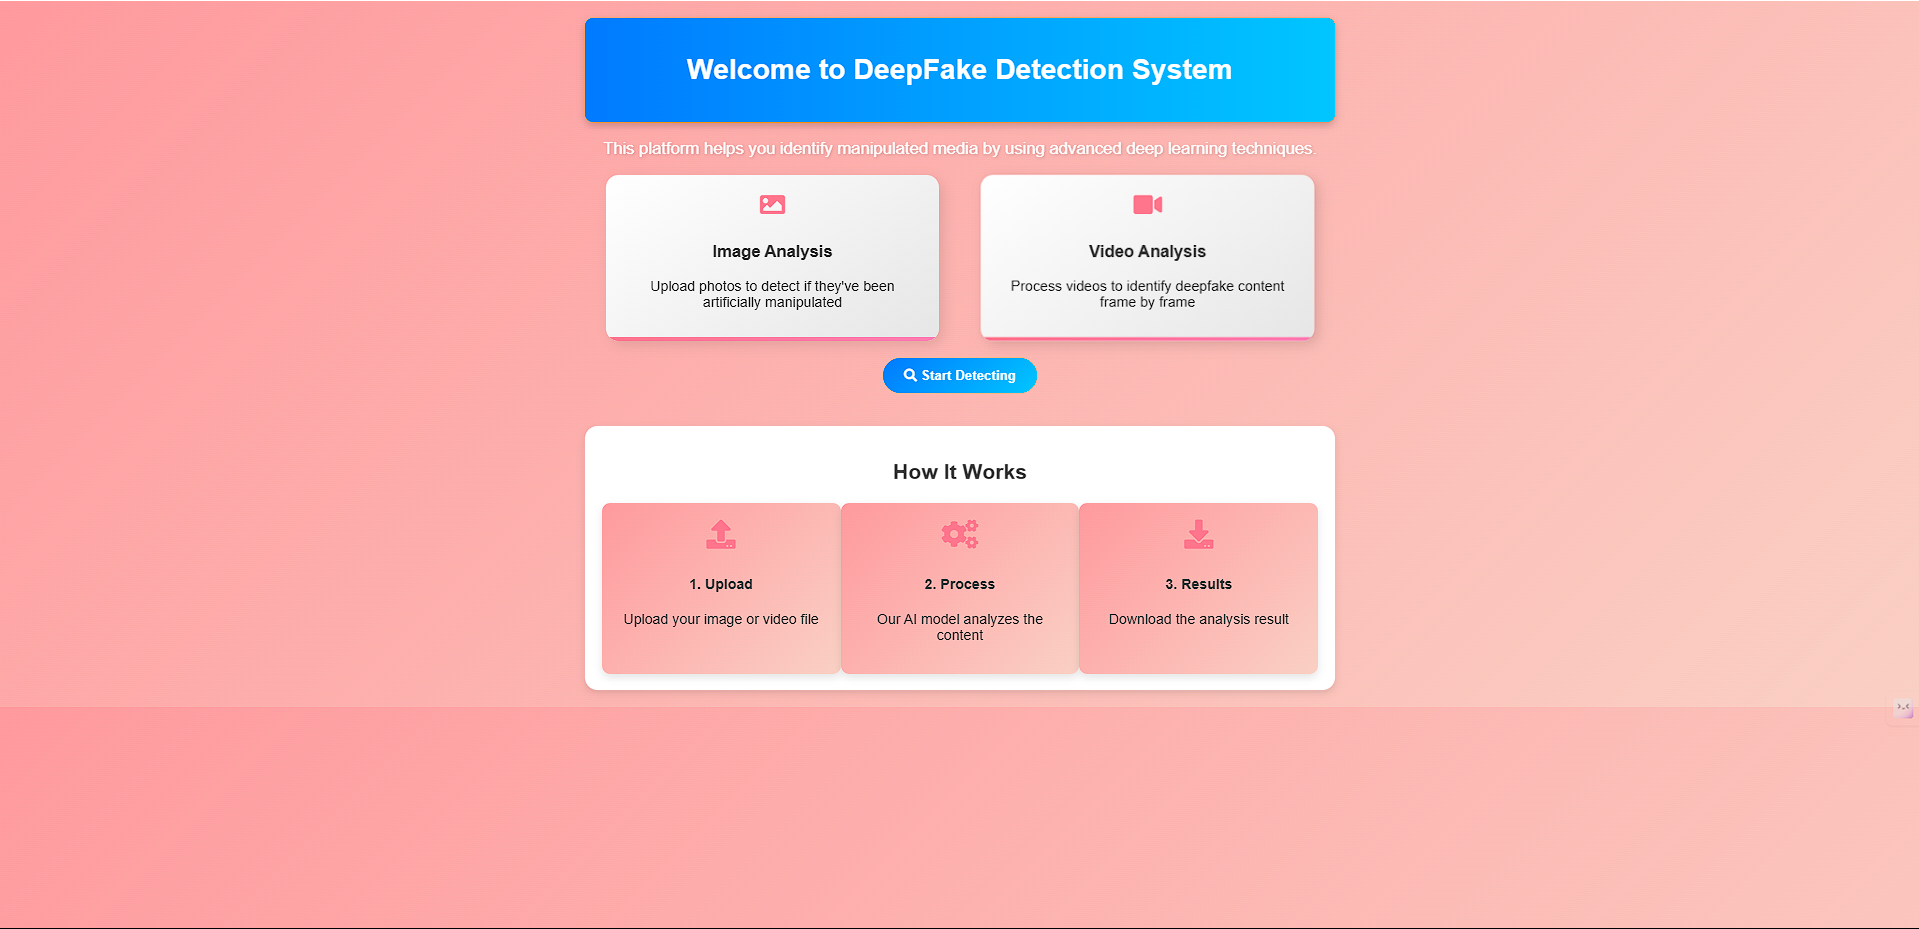 Welcome to DeepFake Detection System
This platform helps you identify manipulated media by using advanced deep learning techniques.
Image Analysis
Upload photos to detect if they've been
artificially manipulated
Video Analysis
Process videos to identify deepfake content
frame by frame
Start Detecting
How It Works
1. Upload
Upload your image or video file
2. Process
Our AI model analyzes the
content
3. Results
Download the analysis result